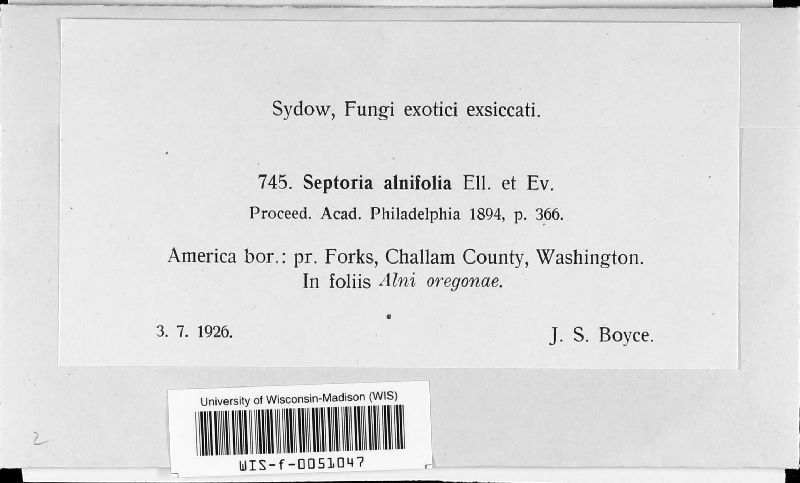 Sydow, Fungi exotici exsiccati.
745. Septoria alnifolia Ell. et Ev.
Proceed. Acad. Philadelphia 1894, p. 366.
America bor.: pr. Forks, Challam County, Washington.
In foliis Alni oregonae.
3. 7. 1926.
J. S. Boyce.
University of Wisconsin-Madison (WIS)
WIS-f-0051047
2